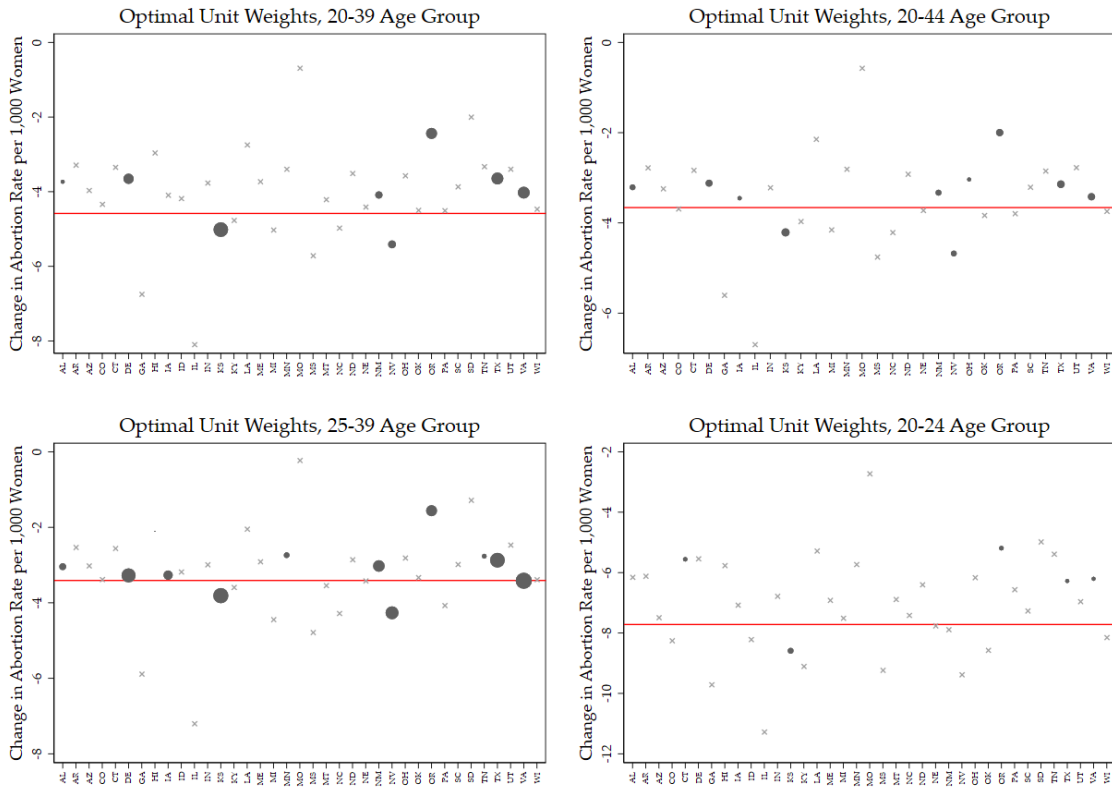 Optimal Unit Weights, 20-39 Age Group
Change in Abortion Rate per 1,000 Women
0
-2
-4
-6
-8
AL AR AZ CO CT DE GA HI IA ID IL IN KS KY LA ME MI MN MO MS MT NC ND NE NM NV OH OK OR PA SC SD TN TX UT VA WI
Optimal Unit Weights, 20-44 Age Group
Change in Abortion Rate per 1,000 Women
0
-2
-4
-6
AL AR AZ CO CT DE GA IA IL IN KS KY LA MI MN MO MS NC ND NE NM NV OH OK OR PA SC TN TX UT VA WI
Optimal Unit Weights, 25-39 Age Group
Change in Abortion Rate per 1,000 Women
0
-2
-4
-6
-8
AL AR AZ CO CT DE GA HI IA ID IL IN KS KY LA ME MI MN MO MS MT NC ND NE NM NV OH OK OR PA SC SD TN TX UT VA WI
Optimal Unit Weights, 20-24 Age Group
Change in Abortion Rate per 1,000 Women
-2
-4
-6
-8
-10
-12
AL AR AZ CO CT DE GA HI IA ID IL IN KS KY LA ME MI MN MO MS MT NC ND NE NM NV OH OK OR PA SC SD TN TX UT VA WI